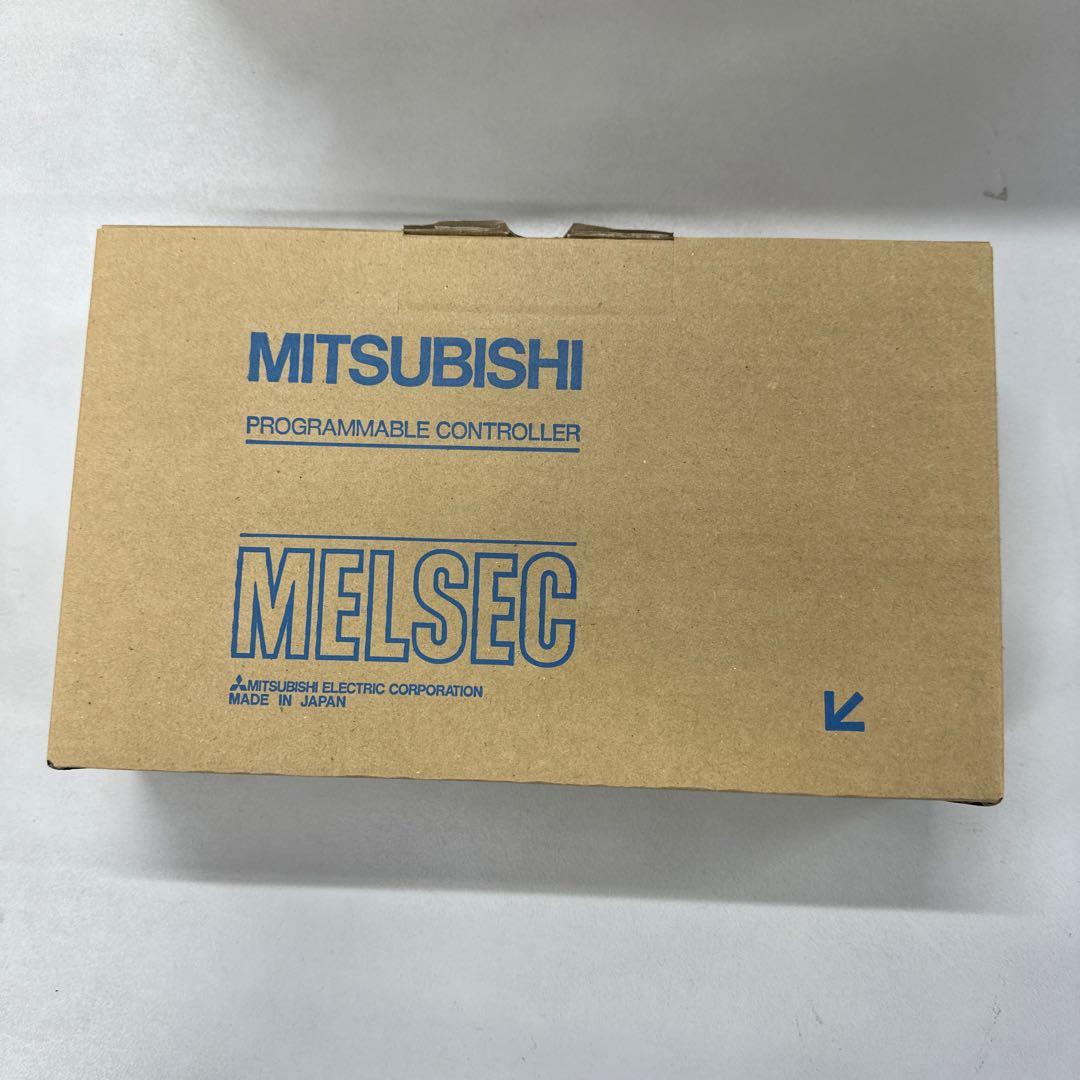 MITSUBISHI
PROGRAMMABLE CONTROLLER
MELSEC
MITSUBISHI ELECTRIC CORPORATION
MADE IN JAPAN